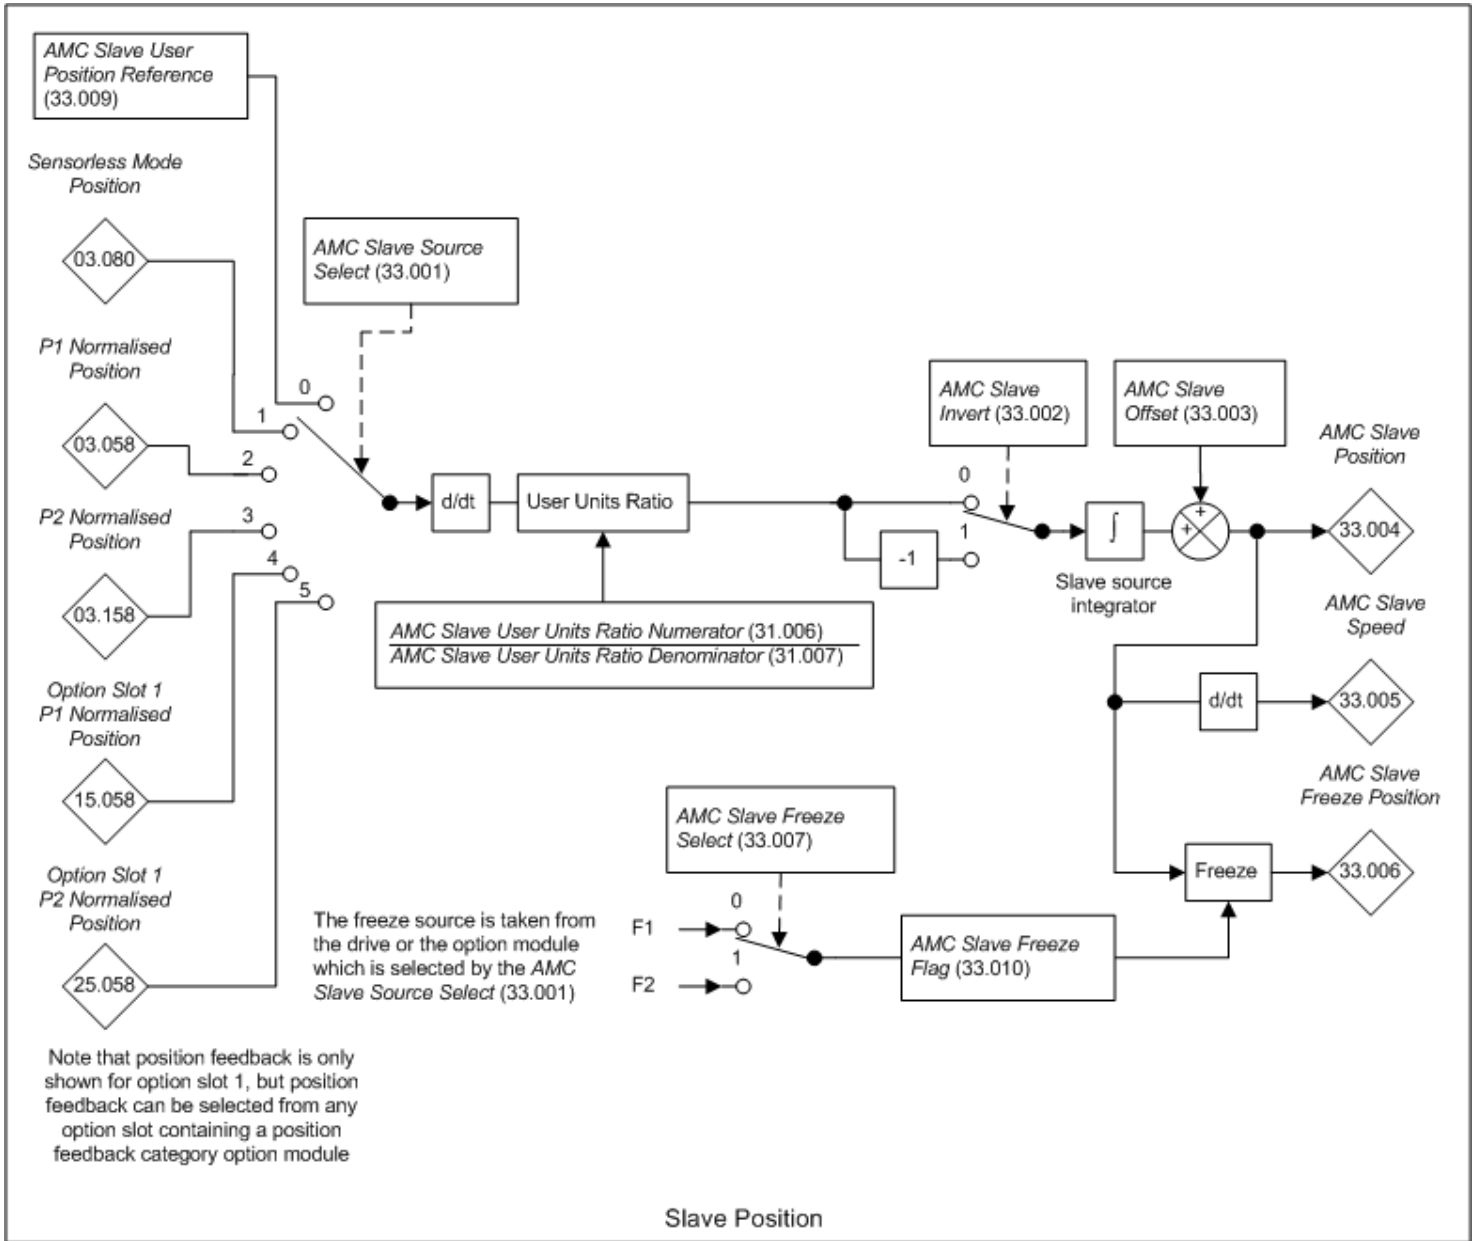 AMC Slave User
Position Reference
(33.009)
Sensorless Mode
Position
03.080
AMC Slave Source
Select (33.001)
P1 Normalised
Position
03.058
P2 Normalised
Position
03.158
Option Slot 1
P1 Normalised
Position
15.058
Option Slot 1
P2 Normalised
Position
25.058
0
1
2
3
4
5
d/dt
User Units Ratio
AMC Slave User Units Ratio Numerator (31.006)
AMC Slave User Units Ratio Denominator (31.007)
AMC Slave
Invert (33.002)
0
1
-1
∫
Slave source
integrator
AMC Slave
Offset (33.003)
+
+
AMC Slave
Position
33.004
AMC Slave
Speed
d/dt
33.005
AMC Slave
Freeze Position
Freeze
33.006
AMC Slave Freeze
Select (33.007)
The freeze source is taken from
the drive or the option module
which is selected by the AMC
Slave Source Select (33.001)
F1
0
1
F2
AMC Slave Freeze
Flag (33.010)
Note that position feedback is only
shown for option slot 1, but position
feedback can be selected from any
option slot containing a position
feedback category option module
Slave Position